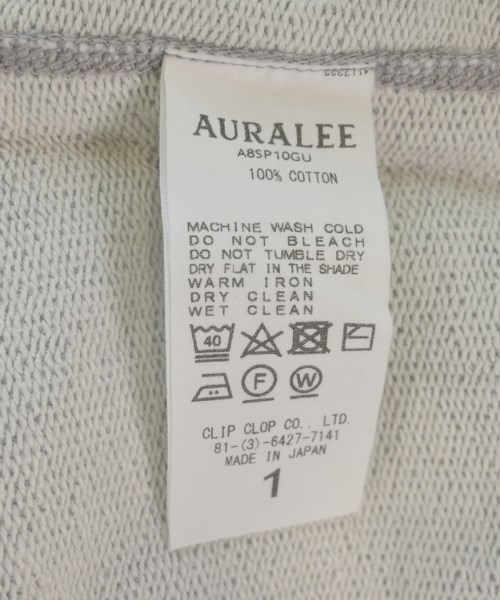 AURALEE
A8SP10GU
100% COTTON
MACHINE WASH COLD
DO NOT BLEACH
DO NOT TUMBLE DRY
DRY FLAT IN THE SHADE
WARM IRON
DRY CLEAN
WET CLEAN
40
F W
CLIP CLOP CO., LTD.
81-(3)-6427-7141
MADE IN JAPAN
1